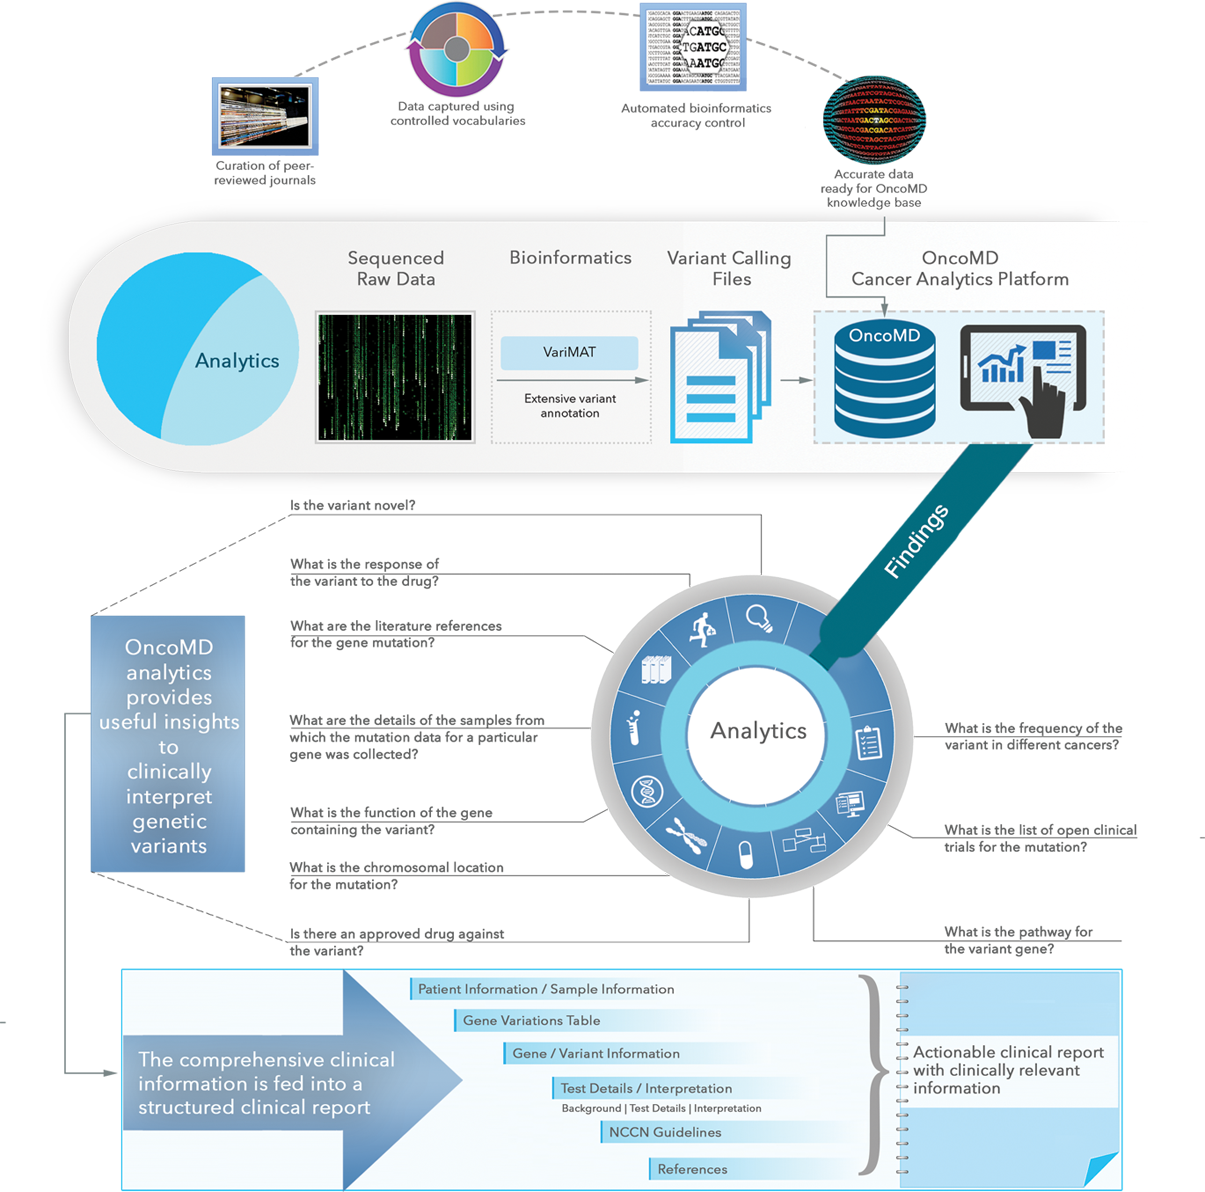 Curation of peer-
reviewed journals
Data captured using
controlled vocabularies
ACATGC
TGATGC
AAATGC
Automated bioinformatics
accuracy control
Accurate data
ready for OncoMD
knowledge base
Analytics
Sequenced
Raw Data
Bioinformatics
VariMAT
Extensive variant
annotation
Variant Calling
Files
OncoMD
Cancer Analytics Platform
OncoMD
Findings
Is the variant novel?
What is the response of
the variant to the drug?
What are the literature references
for the gene mutation?
What are the details of the samples from
which the mutation data for a particular
gene was collected?
What is the function of the gene
containing the variant?
What is the chromosomal location
for the mutation?
Is there an approved drug against
the variant?
OncoMD
analytics
provides
useful insights
to
clinically
interpret
genetic
variants
Analytics
What is the frequency of the
variant in different cancers?
What is the list of open clinical
trials for the mutation?
What is the pathway for
the variant gene?
The comprehensive clinical
information is fed into a
structured clinical report
Patient Information / Sample Information
Gene Variations Table
Gene / Variant Information
Test Details / Interpretation
Background | Test Details | Interpretation
NCCN Guidelines
References
Actionable clinical report
with clinically relevant
information